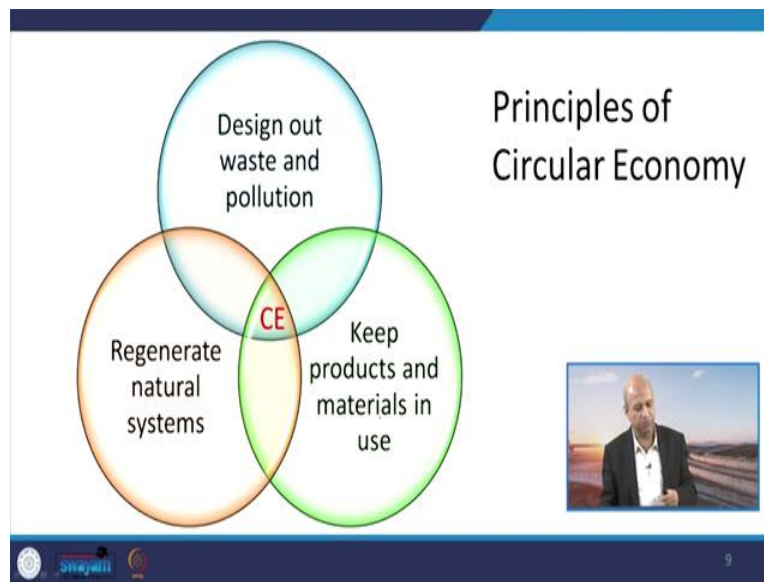 Principles of
Circular Economy
Design out
waste and
pollution
CE
Regenerate
natural
systems
Keep
products and
materials in
use
swayam
9